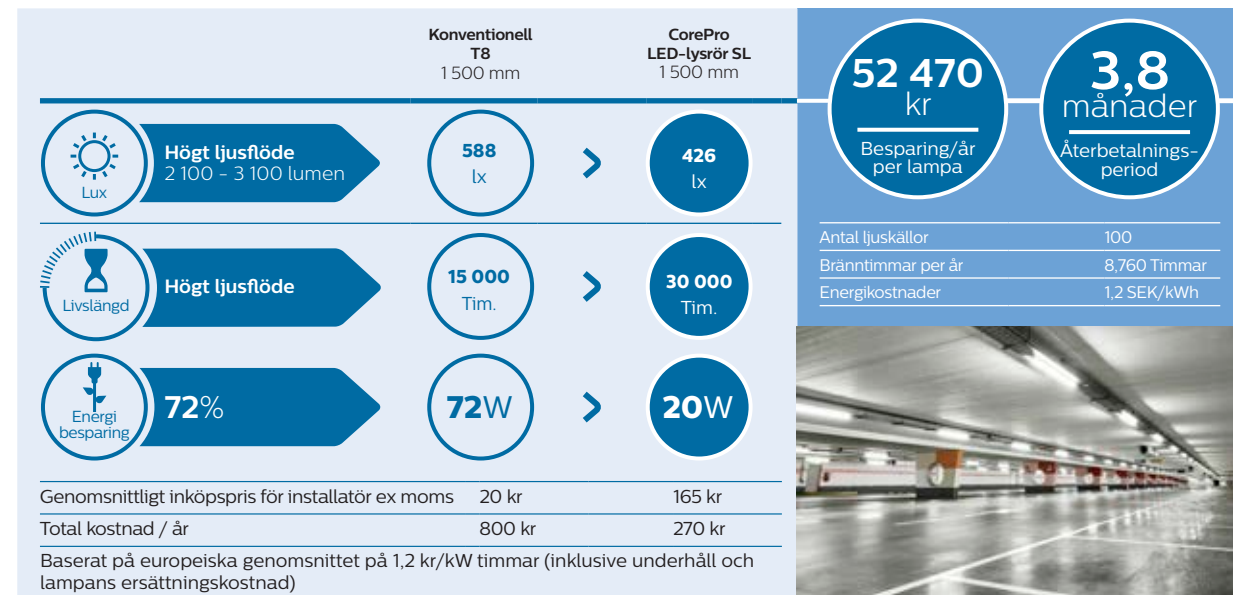 Konventionell
T8
1 500 mm
CorePro
LED-lysrör SL
1 500 mm
Lux
Högt ljusflöde
2 100 - 3 100 lumen
588
lx
>
426
lx
Livslängd
Högt ljusflöde
15 000
Tim.
>
30 000
Tim.
Energi
besparing
72%
72W
>
20W
Genomsnittligt inköpspris för installatör ex moms 20 kr 165 kr
Total kostnad / år 800 kr 270 kr
Baserat på europeiska genomsnittet på 1,2 kr/kW timmar (inklusive underhåll och
lampans ersättningskostnad)
52 470
kr
Besparing/år
per lampa
3,8
månader
Återbetalnings-
period
Antal ljuskällor 100
Bränntimmar per år 8,760 Timmar
Energikostnader 1,2 SEK/kWh